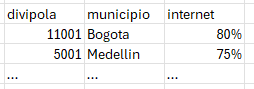 divipola municipio internet
11001 Bogota 80%
5001 Medellin 75%
... ... ...